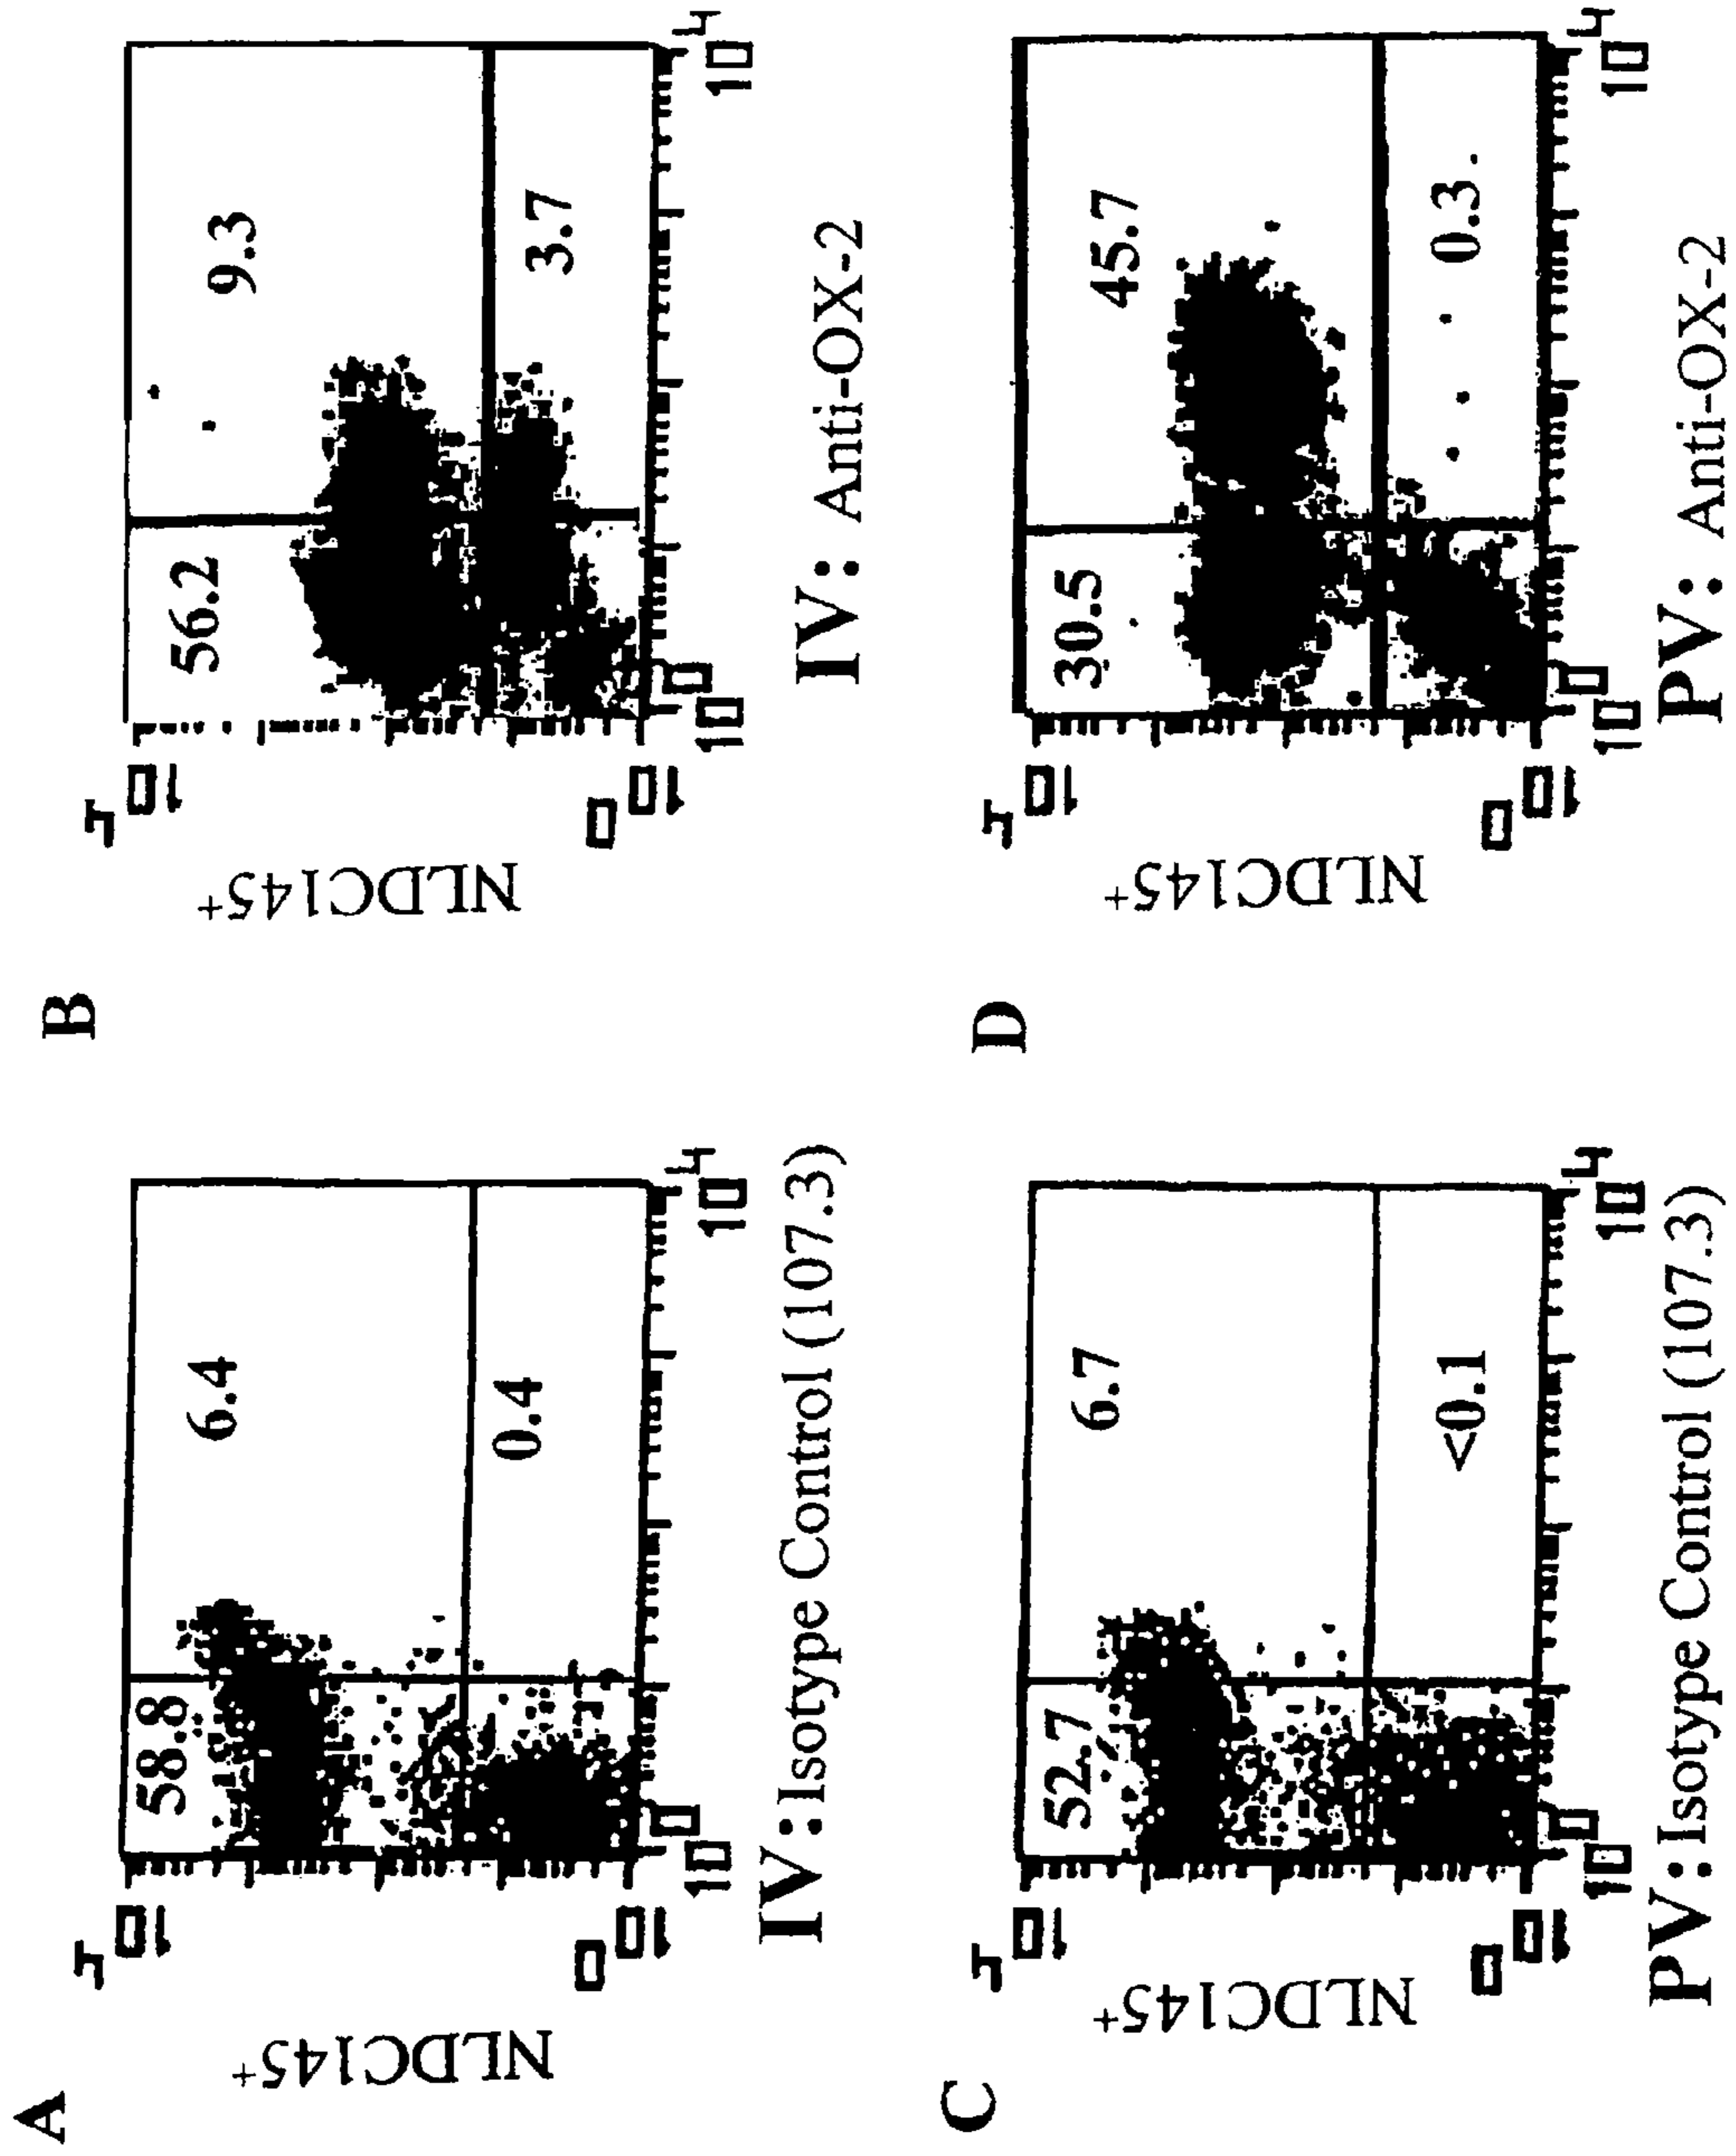 A
NLDC145+
10 4
58.8
6.4
0.4
10 0
10 0
10 4
IV: Isotype Control (107.3)
B
NLDC145+
10 4
56.2
9.3
3.7
10 0
10 0
10 4
IV: Anti-OX-2
C
NLDC145+
10 4
52.7
6.7
<0.1
10 0
10 0
10 4
PV: Isotype Control (107.3)
D
NLDC145+
10 4
30.5
45.7
0.3
10 0
10 0
10 4
PV: Anti-OX-2